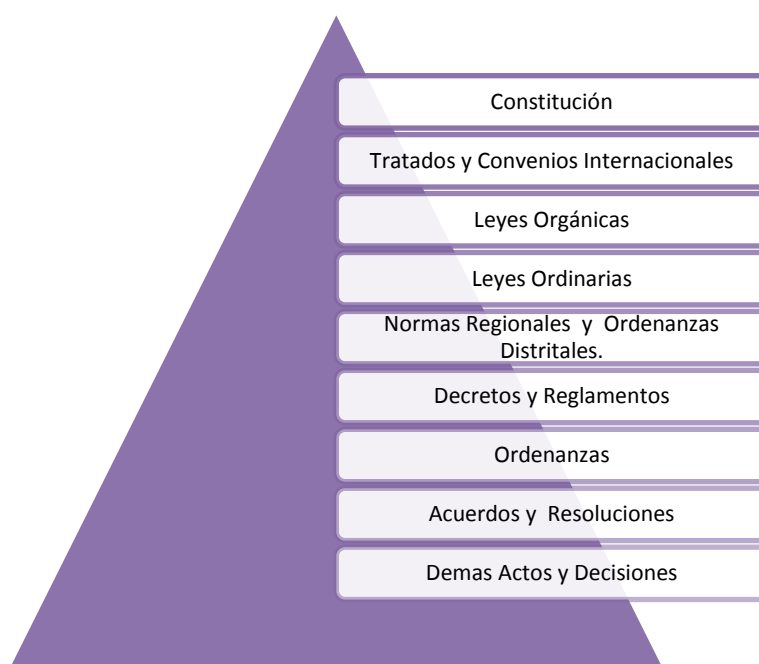 Constitución
Tratados y Convenios Internacionales
Leyes Orgánicas
Leyes Ordinarias
Normas Regionales y Ordenanzas
Distritales.
Decretos y Reglamentos
Ordenanzas
Acuerdos y Resoluciones
Demas Actos y Decisiones